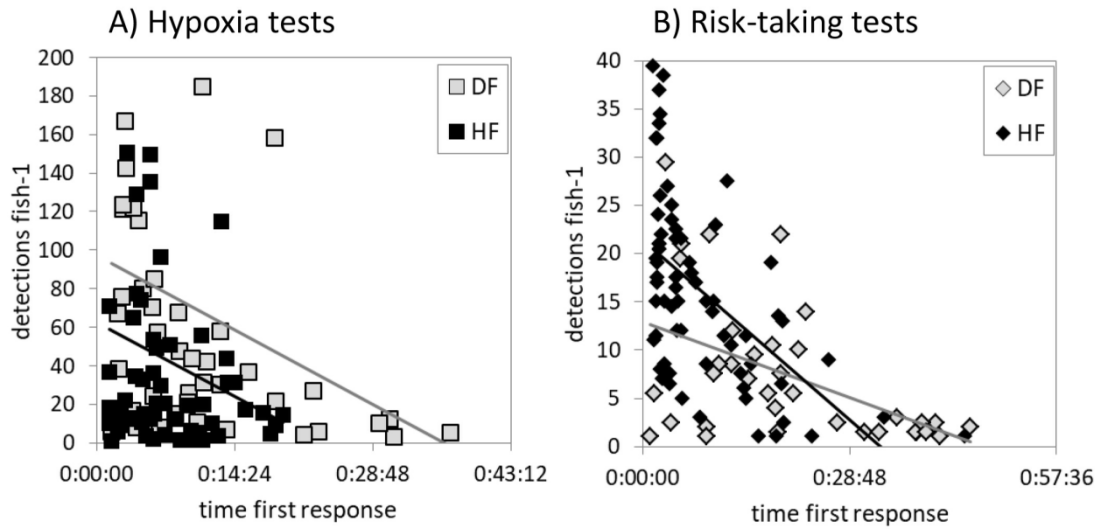 A) Hypoxia tests
200
180
160
140
120
100
80
60
40
20
0
detections fish-1
DF
HF
0:00:00
0:14:24
0:28:48
0:43:12
time first response
B) Risk-taking tests
40
35
30
25
20
15
10
5
0
detections fish-1
DF
HF
0:00:00
0:28:48
0:57:36
time first response